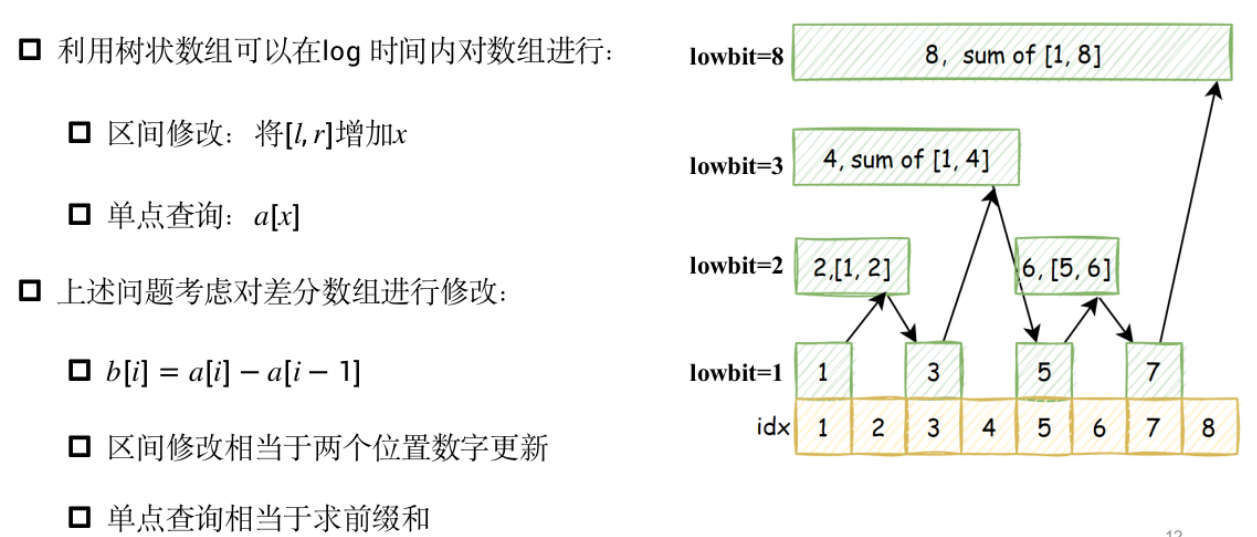 利用树状数组可以在log 时间内对数组进行：
区间修改：将[l, r]增加x
单点查询：a[x]
上述问题考虑对差分数组进行修改：
b[i] = a[i] − a[i − 1]
区间修改相当于两个位置数字更新
单点查询相当于求前缀和
lowbit=8
8, sum of [1, 8]
lowbit=3
4, sum of [1, 4]
lowbit=2
2,[1, 2]
6, [5, 6]
lowbit=1
1 3 5 7
idx 1 2 3 4 5 6 7 8